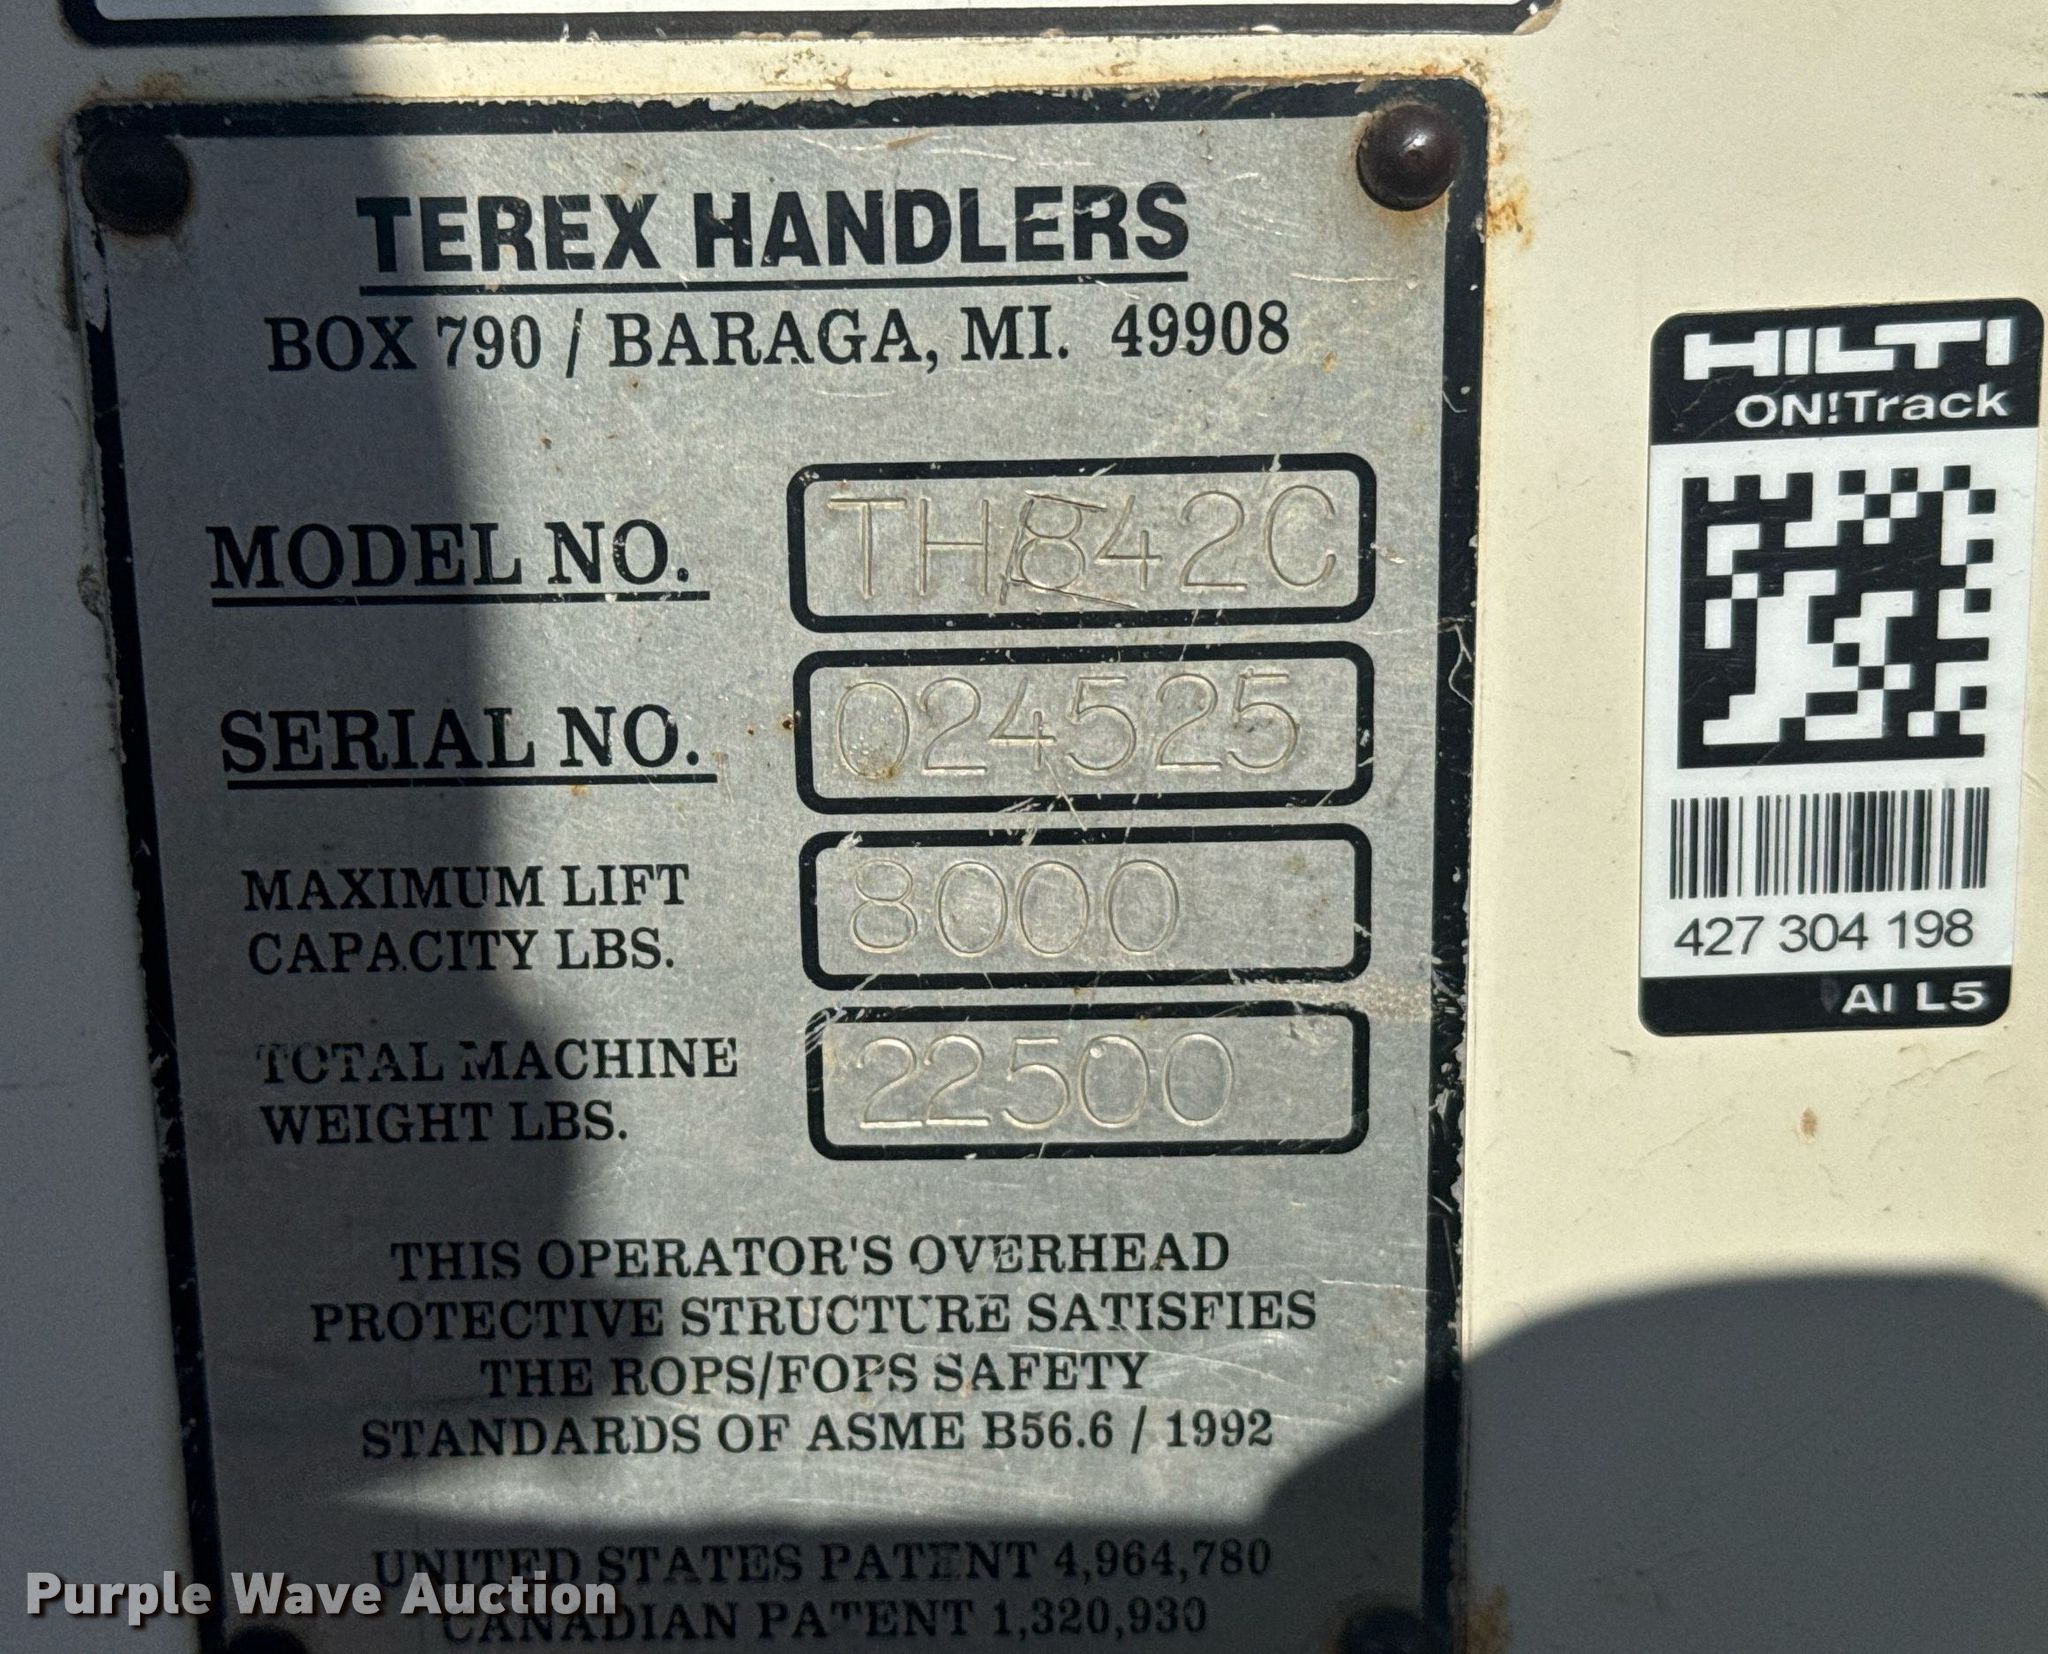 TEREX HANDLERS
BOX 790 / BARAGA, MI. 49908
MODEL NO. TH842C
SERIAL NO. 024525
MAXIMUM LIFT
CAPACITY LBS. 8000
TOTAL MACHINE
WEIGHT LBS. 22500
THIS OPERATOR'S OVERHEAD
PROTECTIVE STRUCTURE SATISFIES
THE ROPS/FOPS SAFETY
STANDARDS OF ASME B56.6 / 1992
UNITED STATES PATENT 4,964,780
CANADIAN PATENT 1,320,930
HILTI
ON!Track
427 304 198
AI L5
Purple Wave Auction